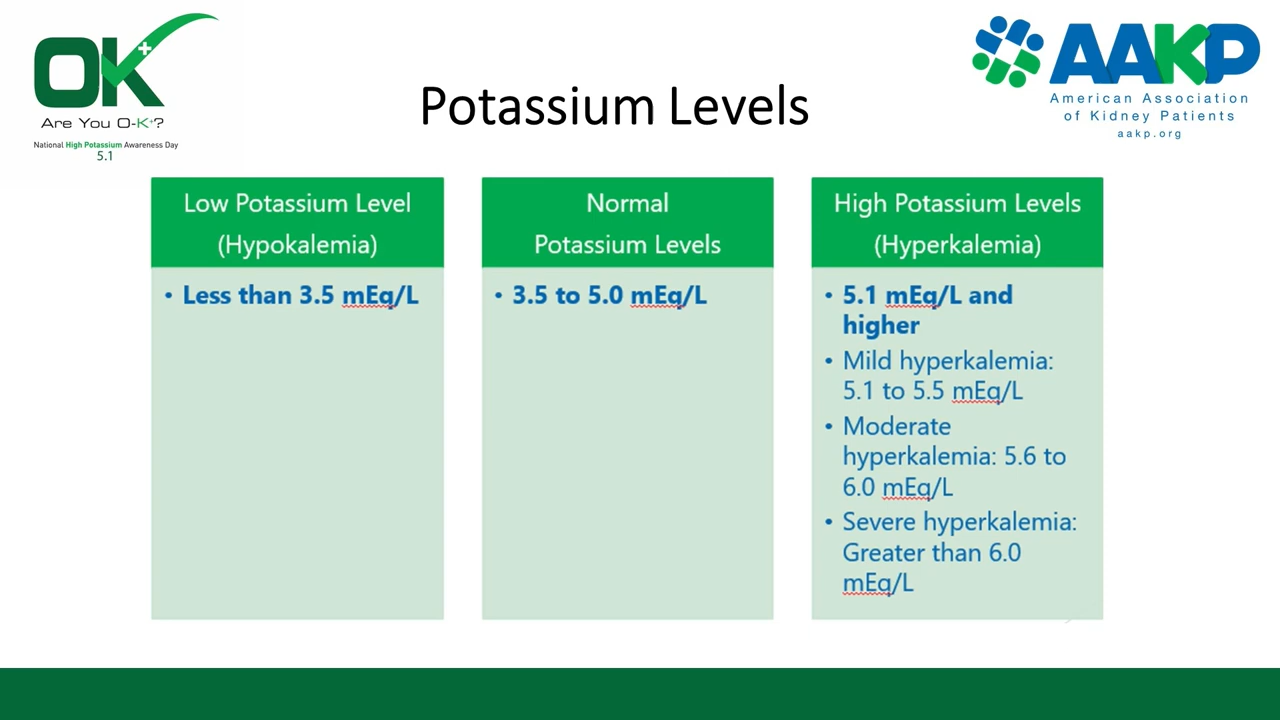 OK+
Are You O-K+?
National High Potassium Awareness Day
5.1
AAKP
American Association
of Kidney Patients
aakp.org
Potassium Levels
Low Potassium Level
(Hypokalemia)
• Less than 3.5 mEq/L
Normal
Potassium Levels
• 3.5 to 5.0 mEq/L
High Potassium Levels
(Hyperkalemia)
• 5.1 mEq/L and
higher
• Mild hyperkalemia:
5.1 to 5.5 mEq/L
• Moderate
hyperkalemia: 5.6 to
6.0 mEq/L
• Severe hyperkalemia:
Greater than 6.0
mEq/L